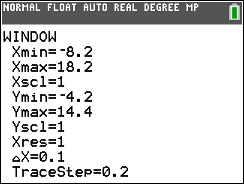 NORMAL FLOAT AUTO REAL DEGREE MP
WINDOW
Xmin=-8.2
Xmax=18.2
Xscl=1
Ymin=-4.2
Ymax=14.4
Yscl=1
Xres=1
△X=0.1
TraceStep=0.2